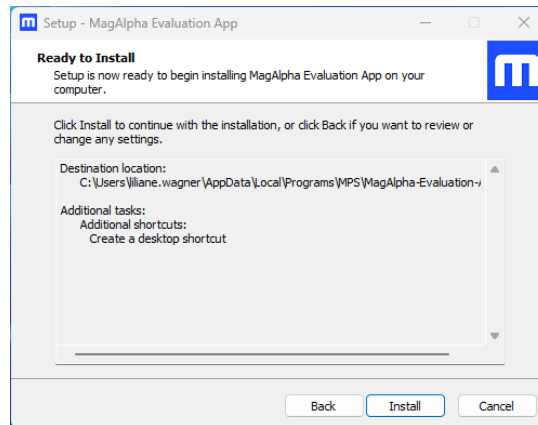 Setup - MagAlpha Evaluation App
Ready to Install
Setup is now ready to begin installing MagAlpha Evaluation App on your
computer.
Click Install to continue with the installation, or click Back if you want to review or
change any settings.
Destination location:
C:\Users\liliane.wagner\AppData\Local\Programs\MPS\MagAlpha-Evaluation-
Additional tasks:
Additional shortcuts:
Create a desktop shortcut
Back
Install
Cancel